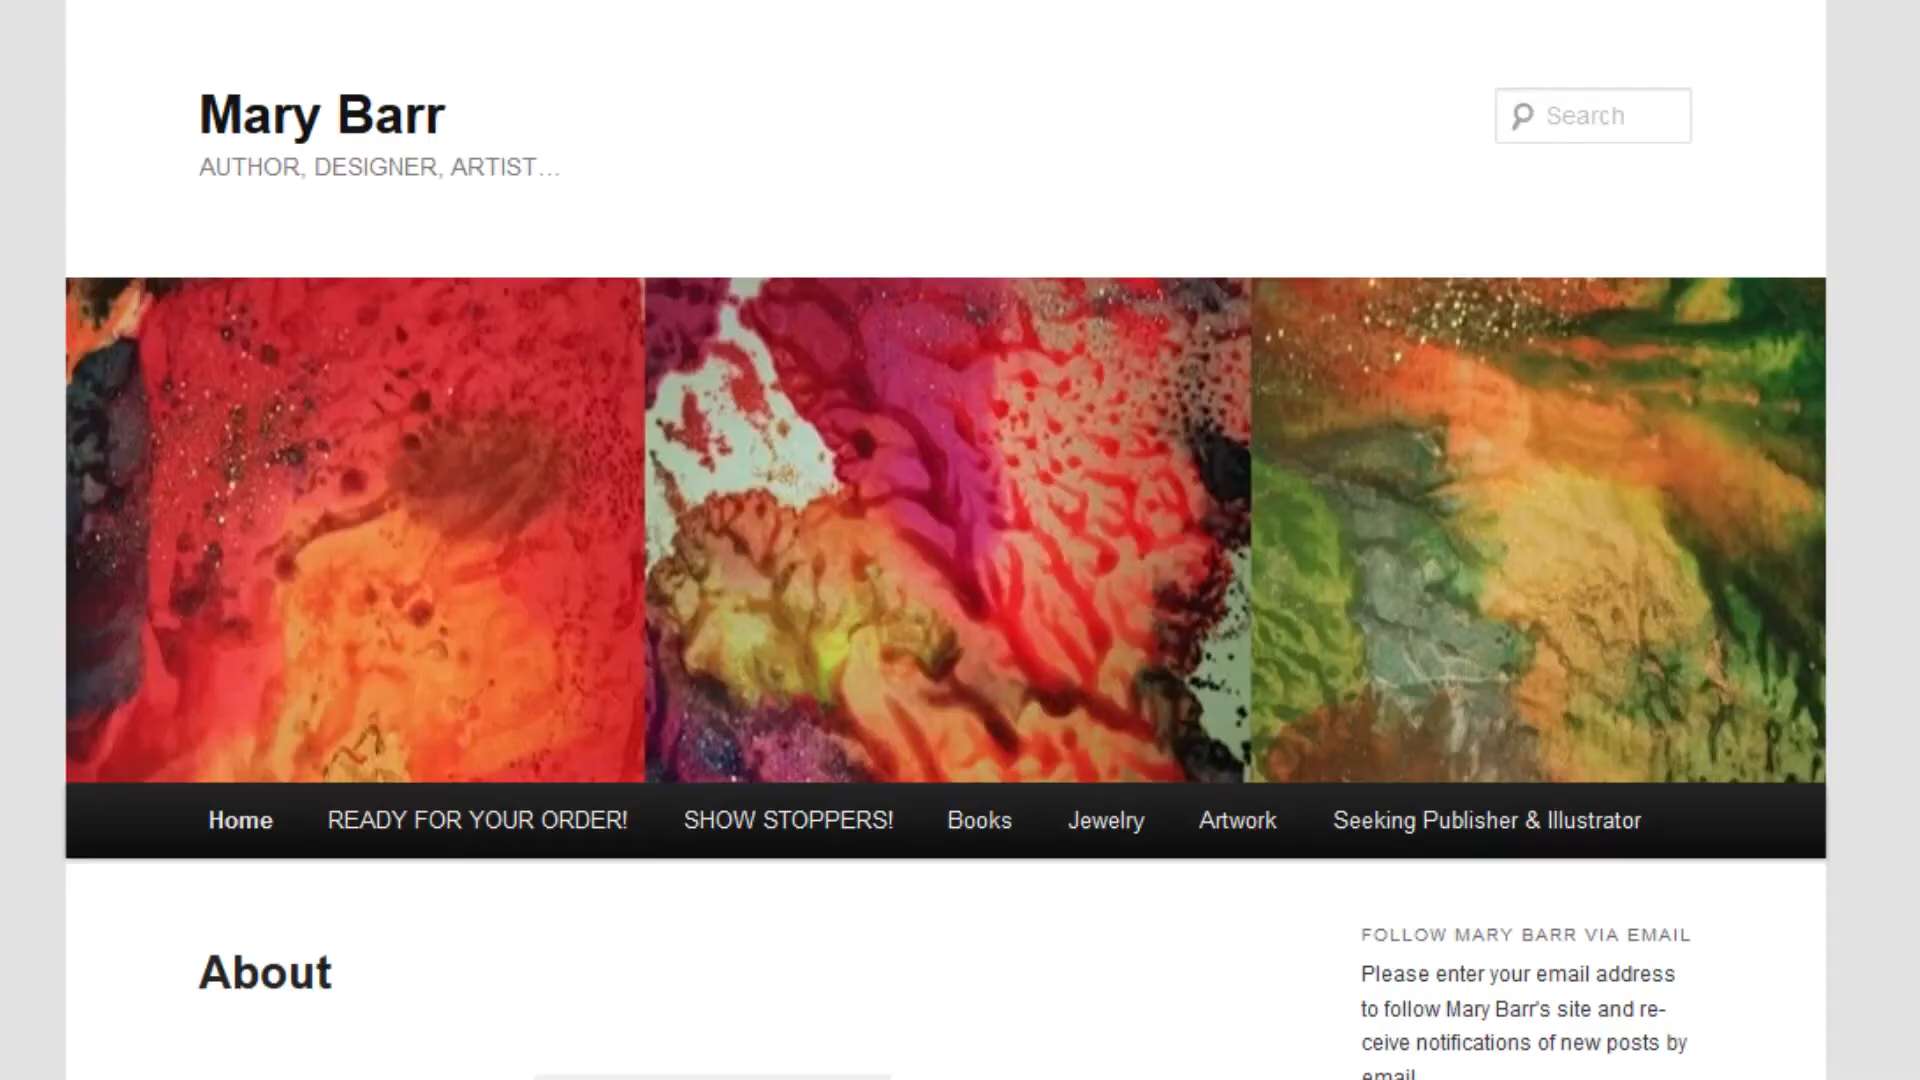 Mary Barr
AUTHOR, DESIGNER, ARTIST…
Search
Home READY FOR YOUR ORDER! SHOW STOPPERS! Books Jewelry Artwork Seeking Publisher & Illustrator
About
FOLLOW MARY BARR VIA EMAIL
Please enter your email address
to follow Mary Barr's site and re-
ceive notifications of new posts by
email